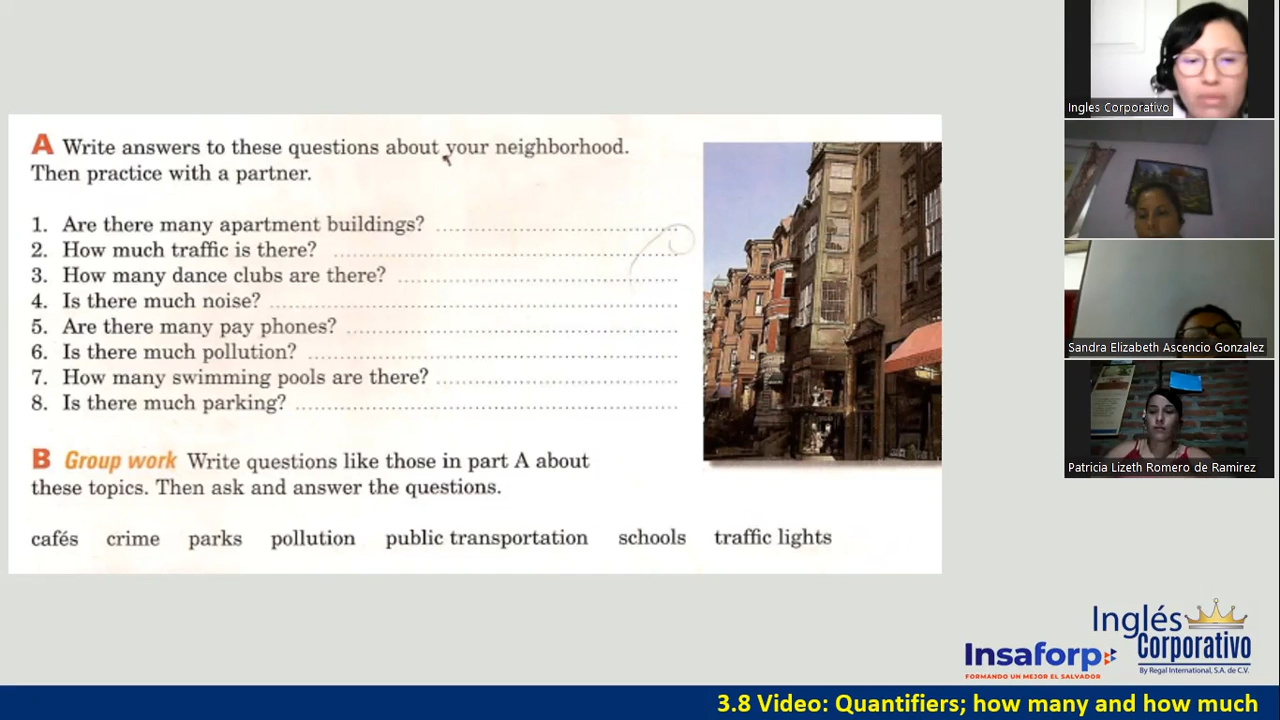 A Write answers to these questions about your neighborhood.
Then practice with a partner.
1. Are there many apartment buildings?
2. How much traffic is there?
3. How many dance clubs are there?
4. Is there much noise?
5. Are there many pay phones?
6. Is there much pollution?
7. How many swimming pools are there?
8. Is there much parking?
B Group work Write questions like those in part A about
these topics. Then ask and answer the questions.
cafés crime parks pollution public transportation schools traffic lights
Ingles Corporativo
Sandra Elizabeth Ascencio Gonzalez
Patricia Lizeth Romero de Ramirez
Insaforp
FORMANDO UN MEJOR EL SALVADOR
Inglés
Corporativo
By Regal International, S.A. de C.V.
3.8 Video: Quantifiers; how many and how much